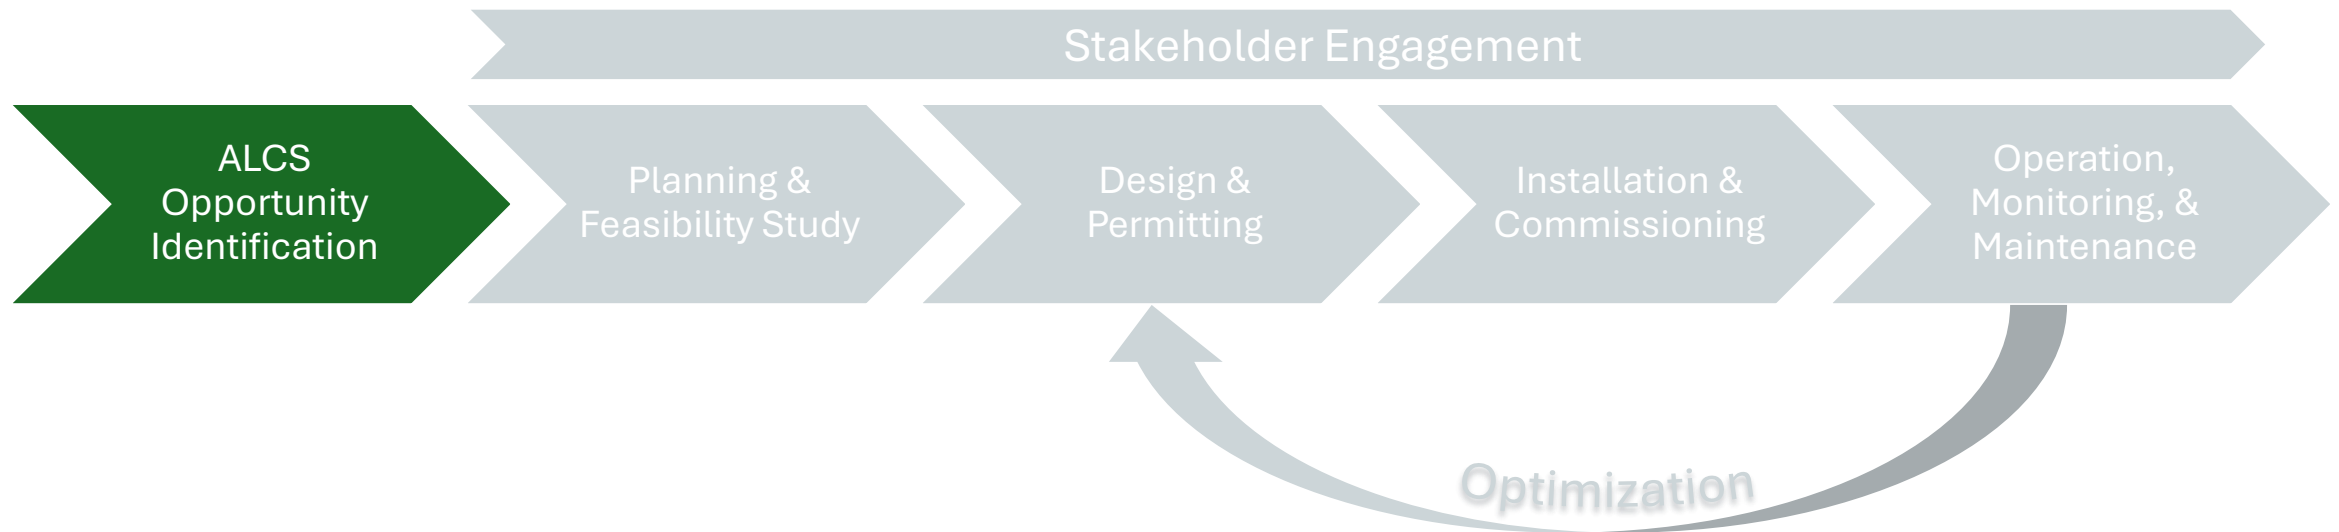 Stakeholder Engagement
ALCS
Opportunity
Identification
Planning &
Feasibility Study
Design &
Permitting
Installation &
Commissioning
Operation,
Monitoring, &
Maintenance
Optimization